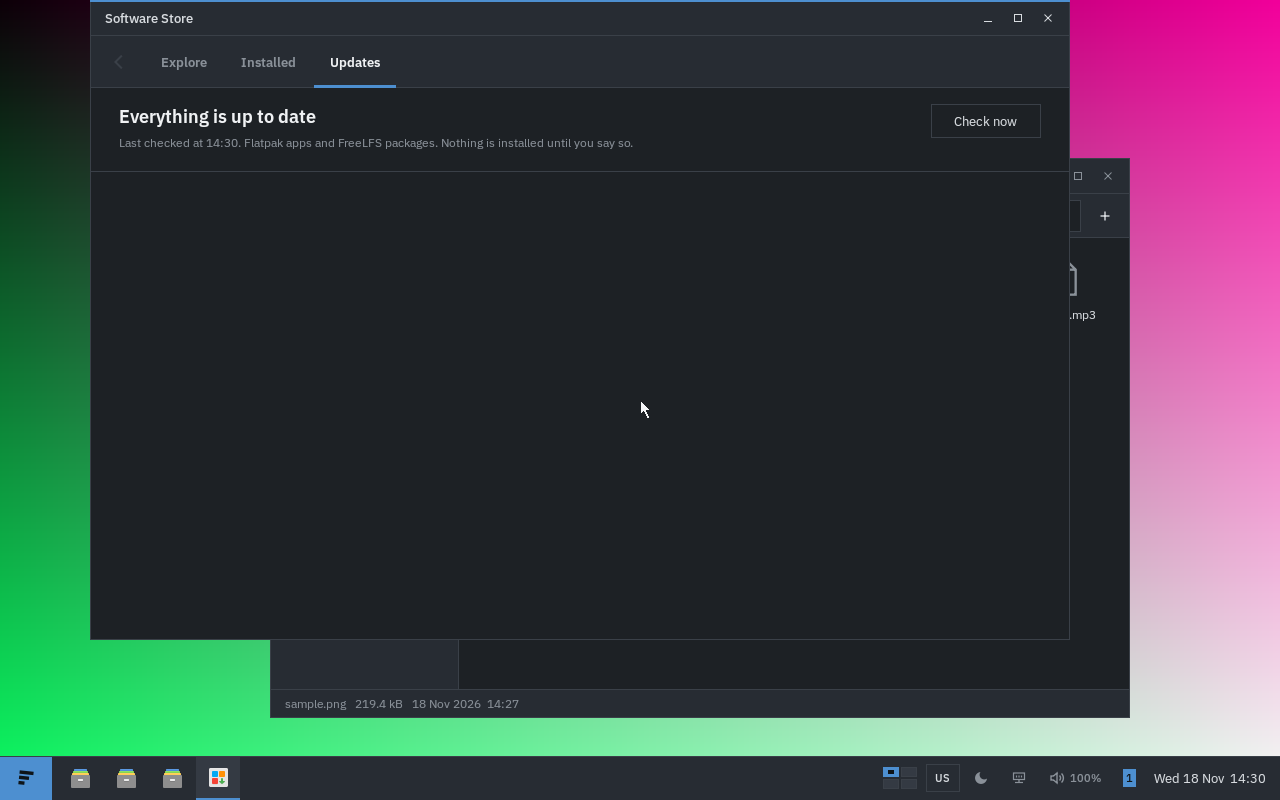 Software Store
Explore
Installed
Updates
Everything is up to date
Last checked at 14:30. Flatpak apps and FreeLFS packages. Nothing is installed until you say so.
Check now
.mp3
sample.png 219.4 kB 18 Nov 2026 14:27
US
100%
1
Wed 18 Nov 14:30